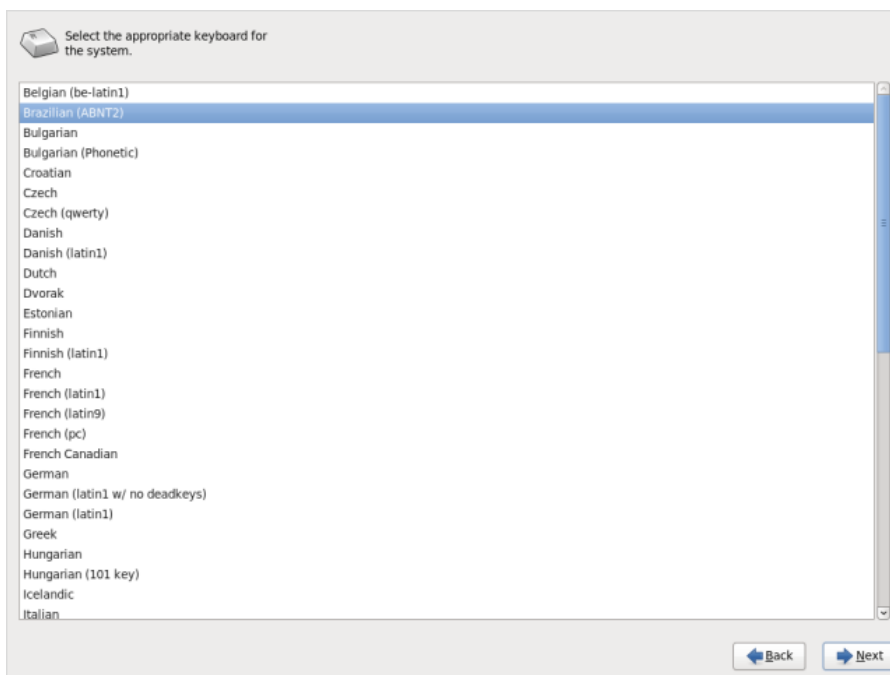 Select the appropriate keyboard for
the system.
Belgian (be-latin1)
Brazilian (ABNT2)
Bulgarian
Bulgarian (Phonetic)
Croatian
Czech
Czech (qwerty)
Danish
Danish (latin1)
Dutch
Dvorak
Estonian
Finnish
Finnish (latin1)
French
French (latin1)
French (latin9)
French (pc)
French Canadian
German
German (latin1 w/ no deadkeys)
German (latin1)
Greek
Hungarian
Hungarian (101 key)
Icelandic
Italian
Back
Next